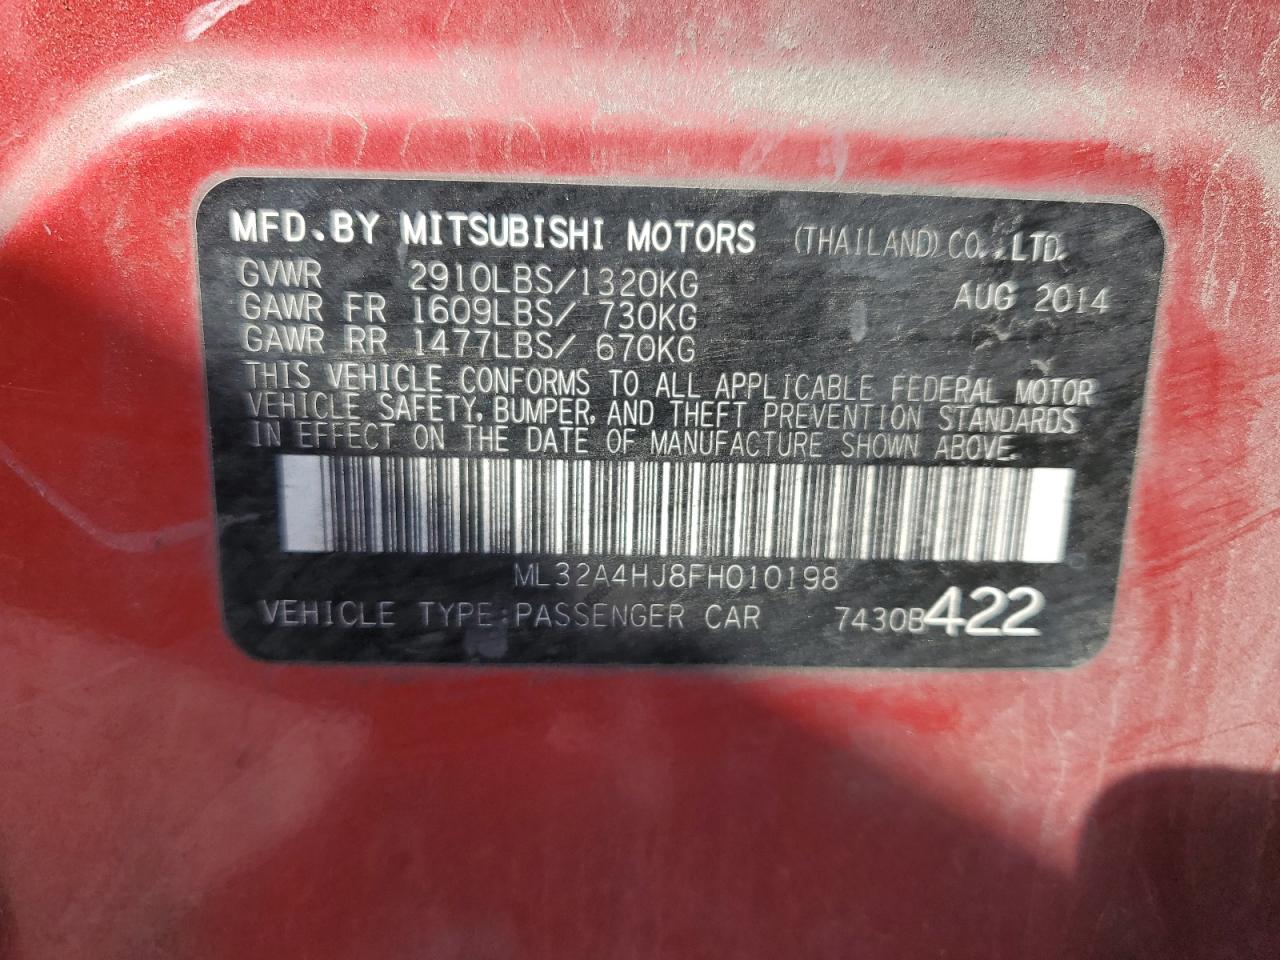 MFD.BY MITSUBISHI MOTORS (THAILAND) CO.,LTD.
GVWR 2910LBS/1320KG AUG 2014
GAWR FR 1609LBS/ 730KG
GAWR RR 1477LBS/ 670KG
THIS VEHICLE CONFORMS TO ALL APPLICABLE FEDERAL MOTOR
VEHICLE SAFETY, BUMPER, AND THEFT PREVENTION STANDARDS
IN EFFECT ON THE DATE OF MANUFACTURE SHOWN ABOVE.
ML32A4HJ8FH010198
VEHICLE TYPE:PASSENGER CAR 7430B422